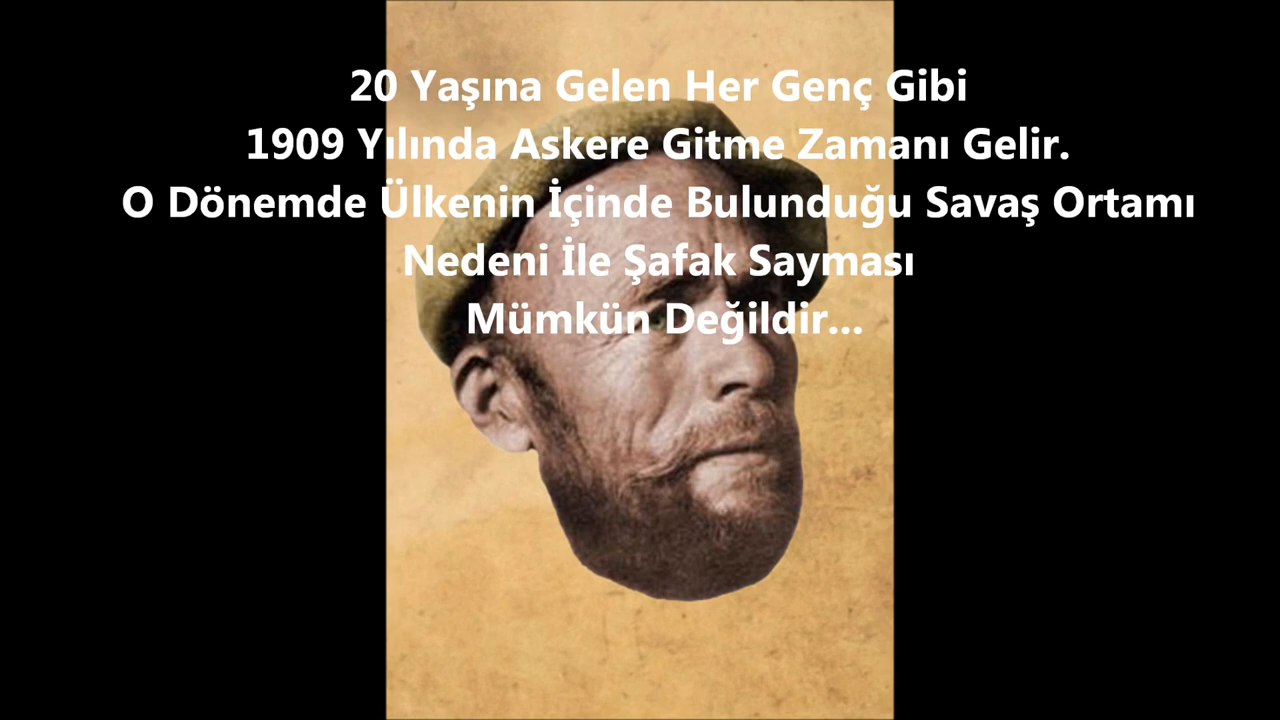 20 Yaşına Gelen Her Genç Gibi
1909 Yılında Askere Gitme Zamanı Gelir.
O Dönemde Ülkenin İçinde Bulunduğu Savaş Ortamı
Nedeni İle Şafak Sayması
Mümkün Değildir...